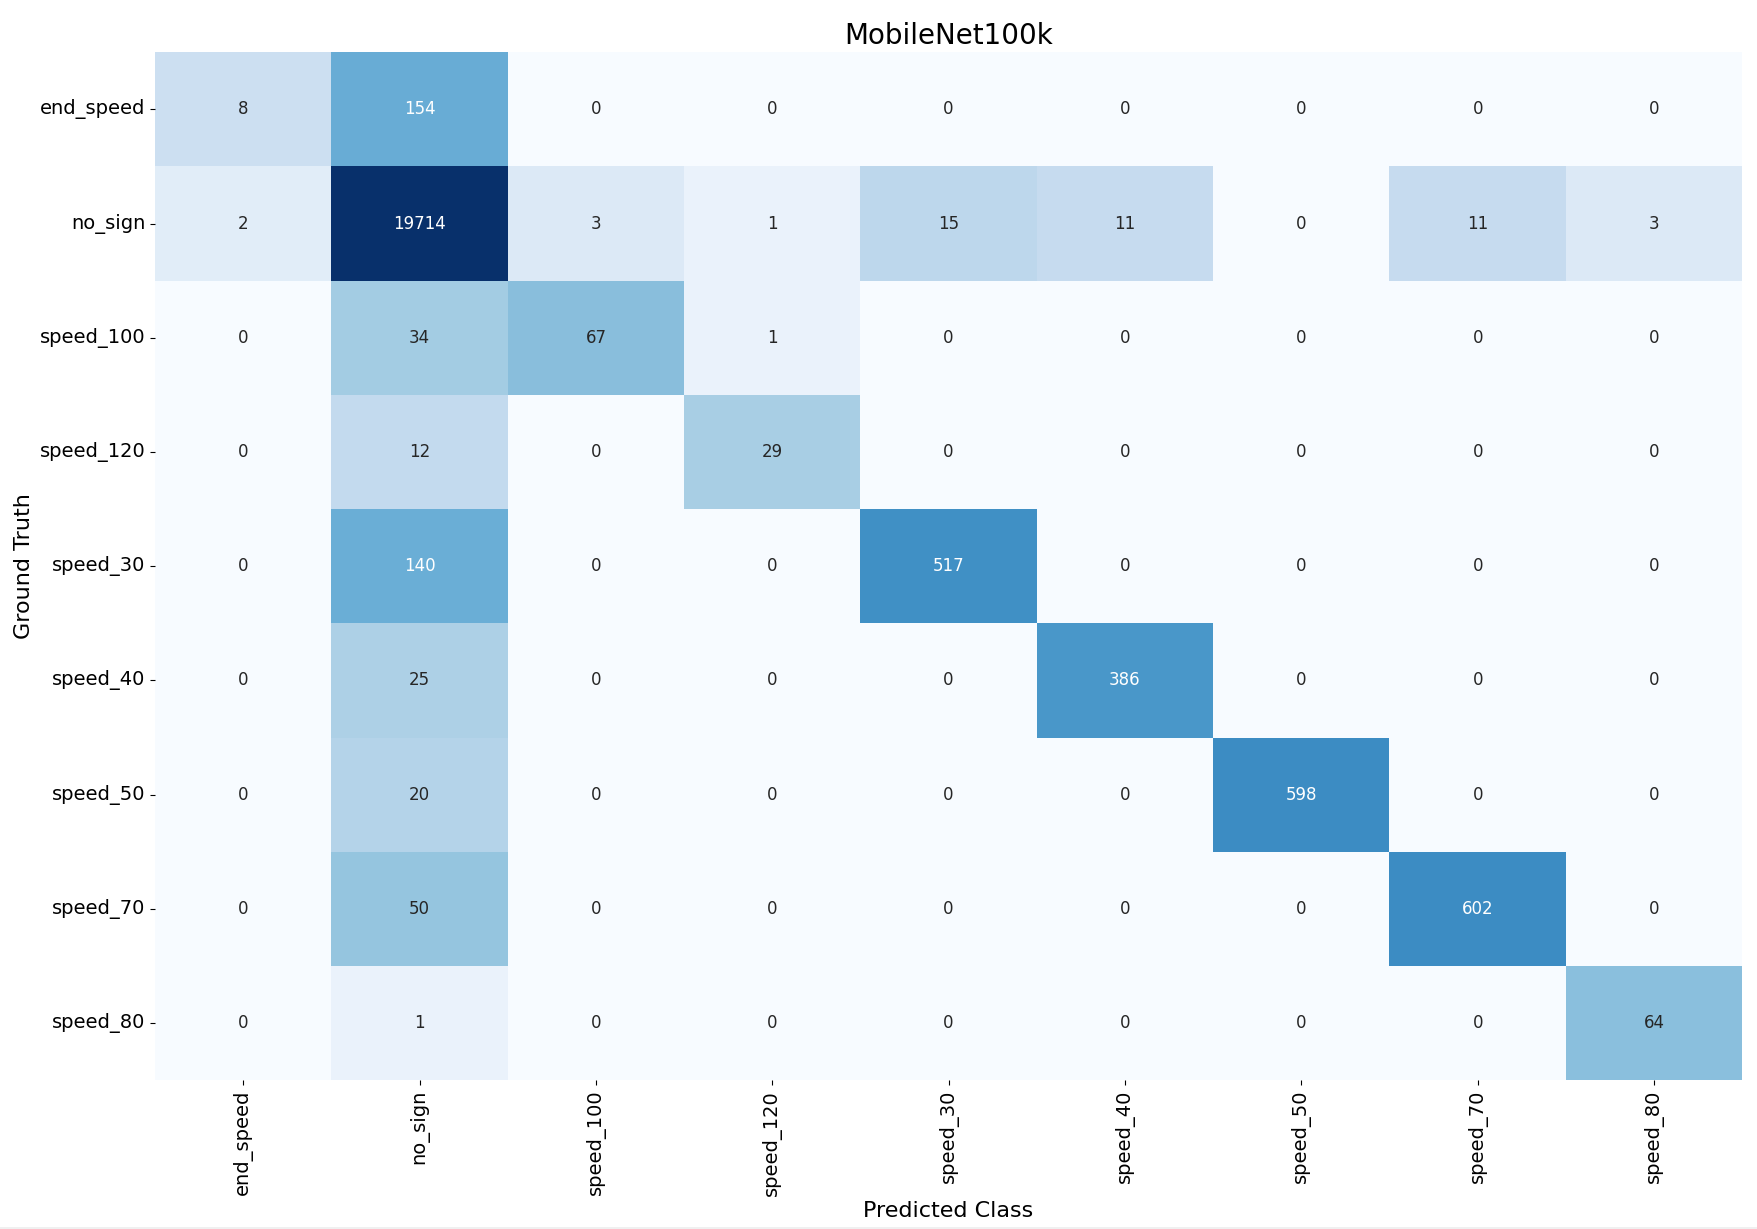 MobileNet100k
end_speed 8 154 0 0 0 0 0 0 0
no_sign 2 19714 3 1 15 11 0 11 3
speed_100 0 34 67 1 0 0 0 0 0
speed_120 0 12 0 29 0 0 0 0 0
speed_30 0 140 0 0 517 0 0 0 0
speed_40 0 25 0 0 0 386 0 0 0
speed_50 0 20 0 0 0 0 598 0 0
speed_70 0 50 0 0 0 0 0 602 0
speed_80 0 1 0 0 0 0 0 0 64
Ground Truth
end_speed no_sign speed_100 speed_120 speed_30 speed_40 speed_50 speed_70 speed_80
Predicted Class